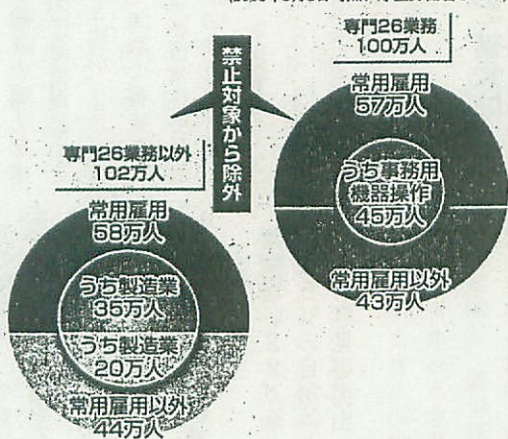 専門26業務
100万人
常用雇用
57万人
うち事務用
機器操作
45万人
常用雇用以外
43万人
禁止対象から除外
専門26業務以外
102万人
常用雇用
58万人
うち製造業
35万人
うち製造業
20万人
常用雇用以外
44万人